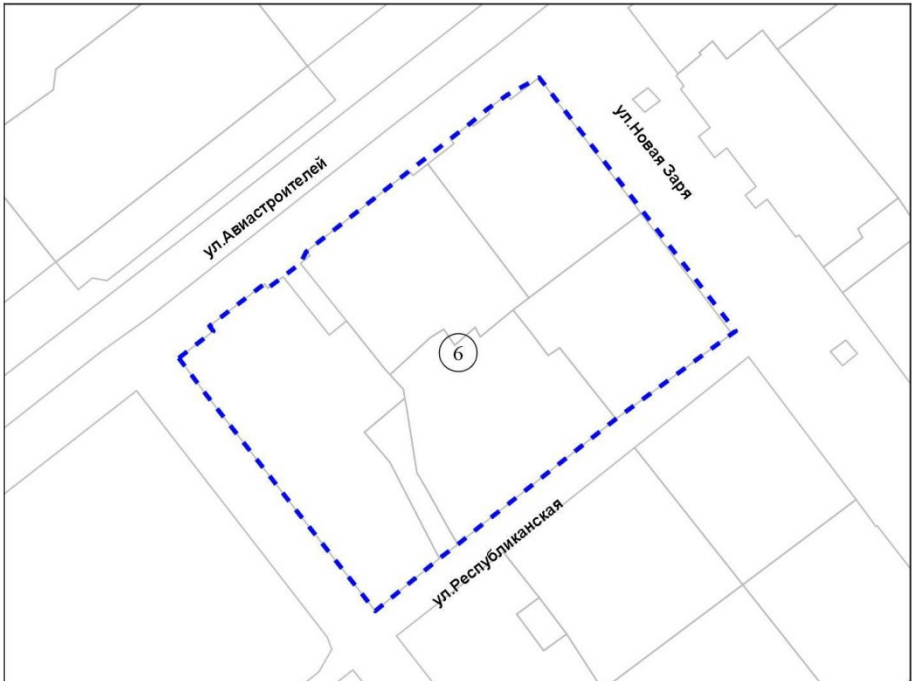 ул.Новая Заря
ул.Авиастроителей
6
ул.Республиканская